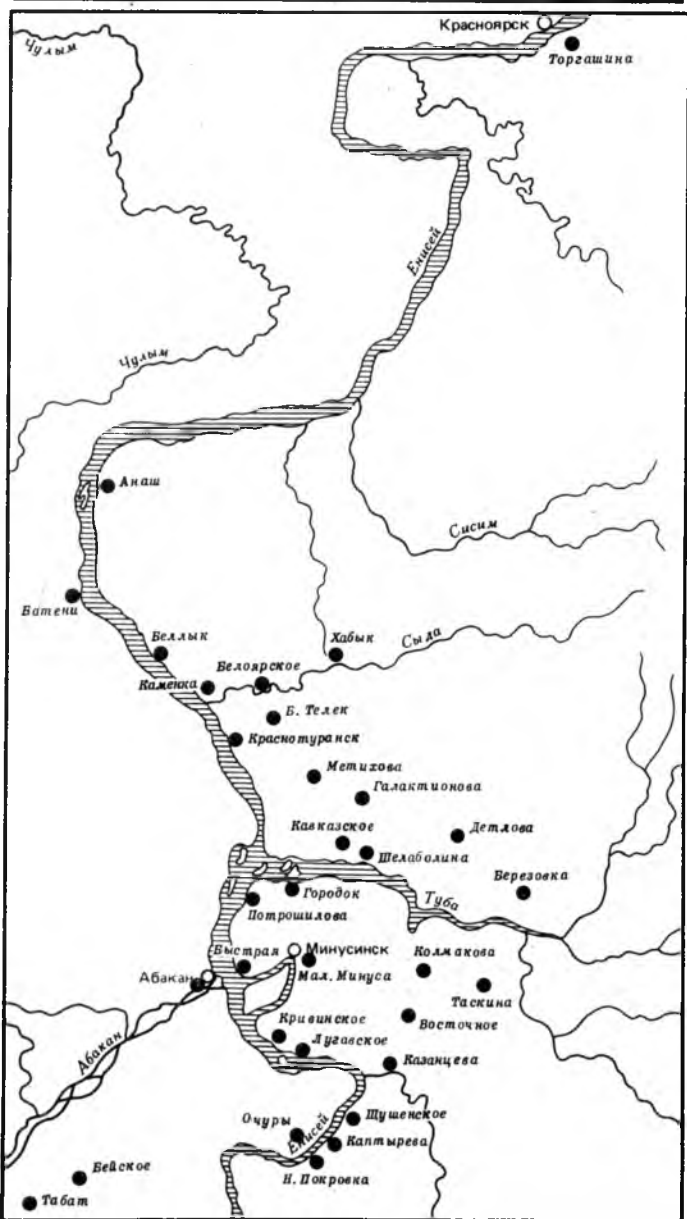 Красноярск
Чулым
Торгашина
Енисей
Чулым
Анаш
Сисим
Батени
Беллык
Хабык
Сыда
Белоярское
Каменка
Б. Телек
Краснотуранск
Метихова
Галактионова
Кавказское
Детлова
Шелаболина
Березовка
Туба
Городок
Потрошилова
Минусинск
Быстрая
Колмакова
Мал. Минуса
Абакан
Таскина
Кривинское
Восточное
Лугавское
Абакан
Казанцева
Очуры
Енисей
Шушенское
Каптырева
Бейское
Н. Покровка
Табат